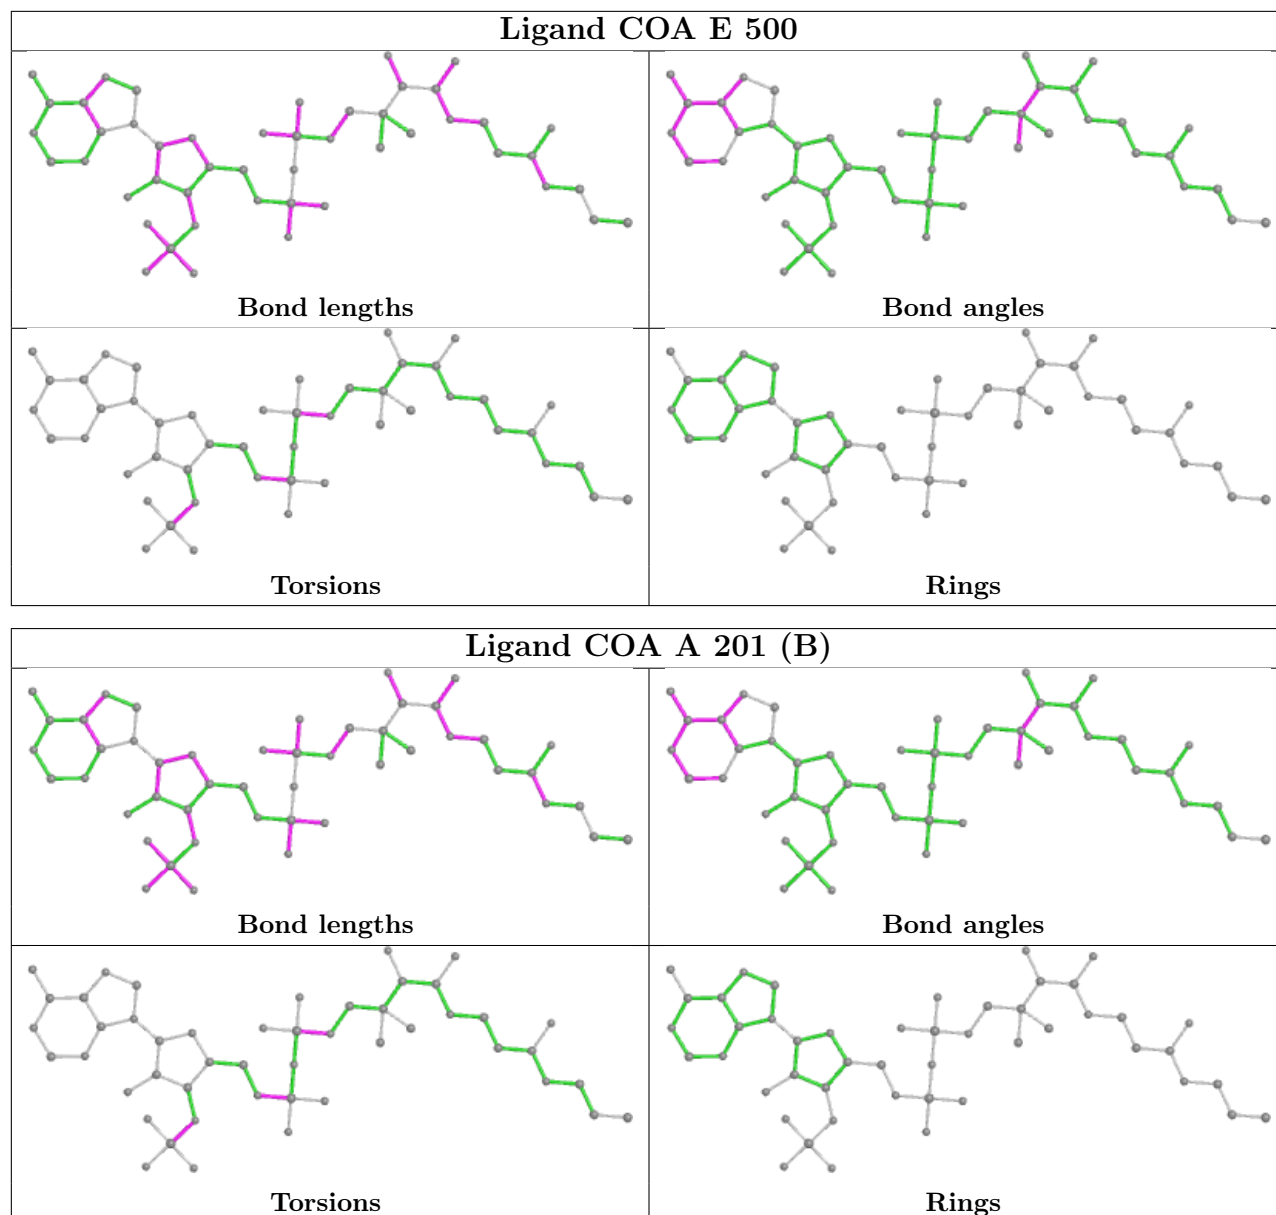 Ligand COA E 500
Bond lengths
Bond angles
Torsions
Rings
Ligand COA A 201 (B)
Bond lengths
Bond angles
Torsions
Rings